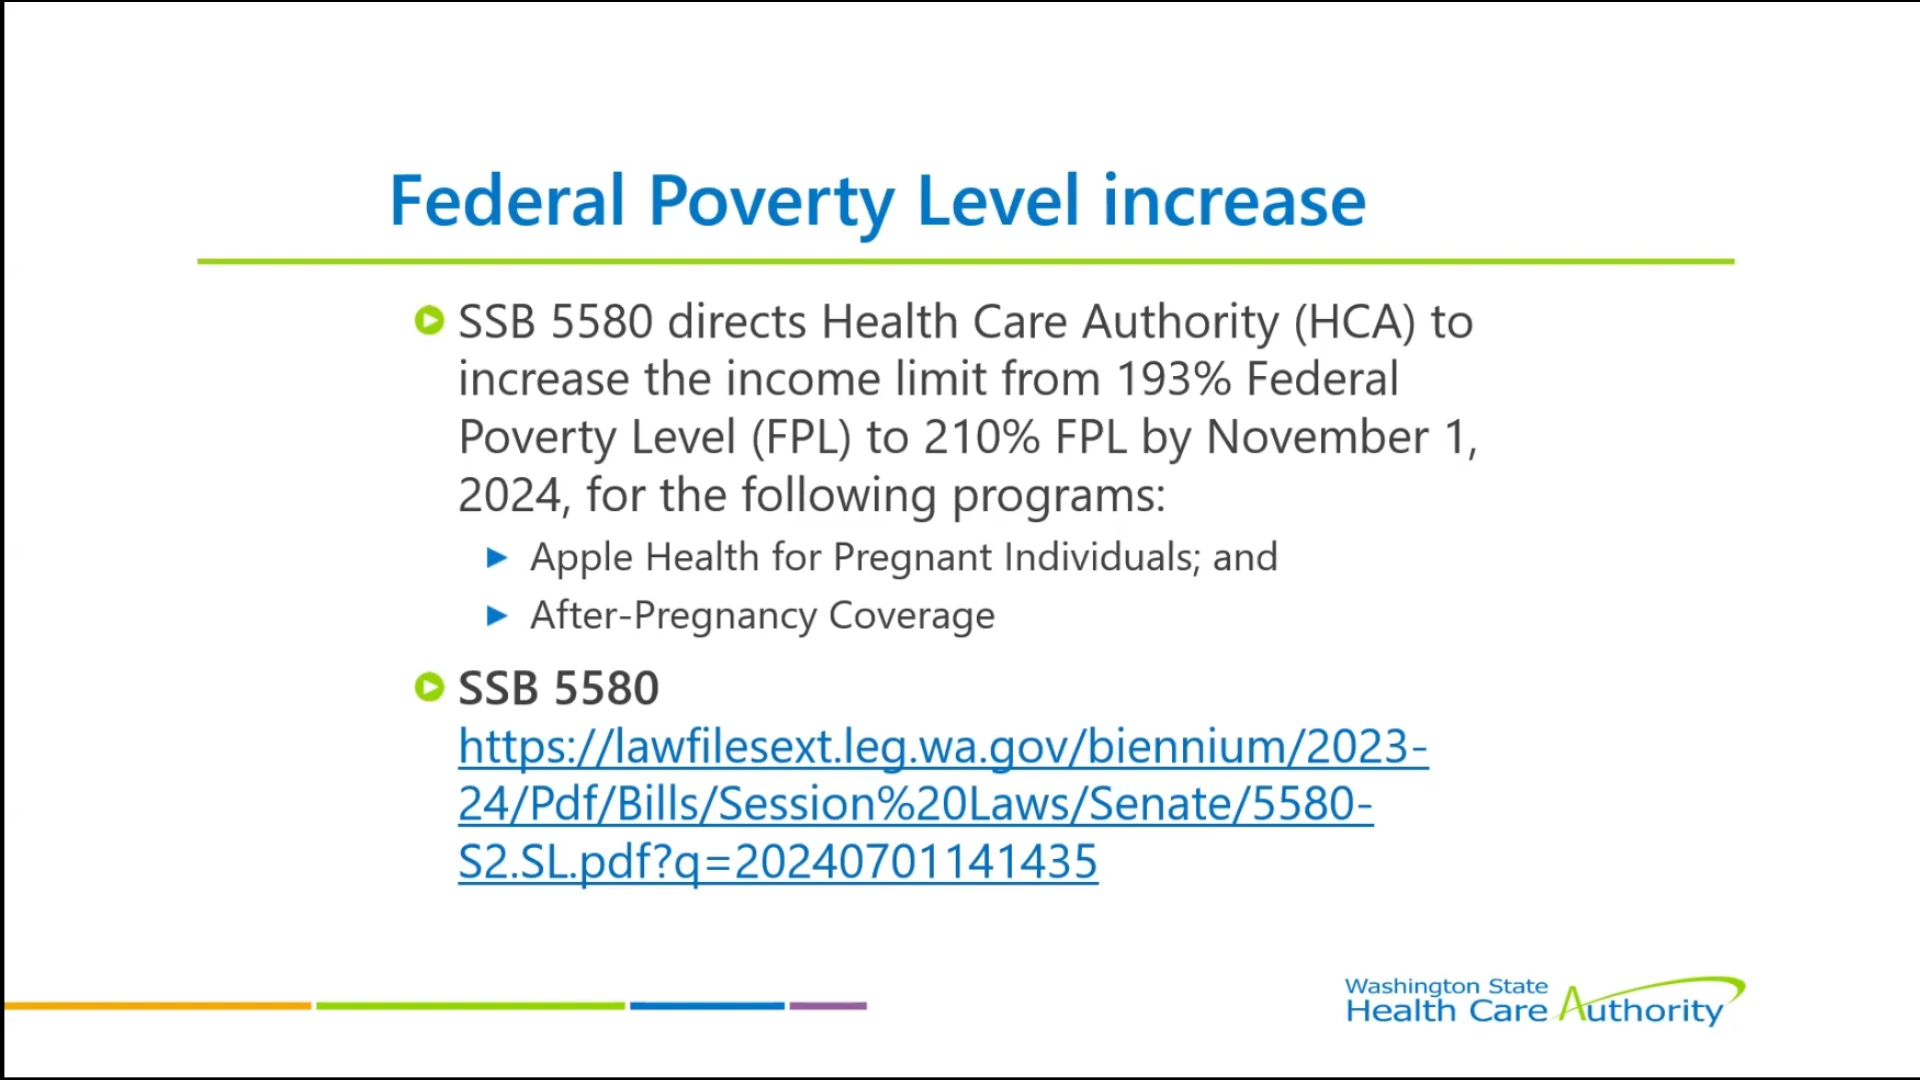 Federal Poverty Level increase
SSB 5580 directs Health Care Authority (HCA) to
increase the income limit from 193% Federal
Poverty Level (FPL) to 210% FPL by November 1,
2024, for the following programs:
Apple Health for Pregnant Individuals; and
After-Pregnancy Coverage
SSB 5580
https://lawfilesext.leg.wa.gov/biennium/2023-
24/Pdf/Bills/Session%20Laws/Senate/5580-
S2.SL.pdf?q=20240701141435
Washington State
Health Care Authority